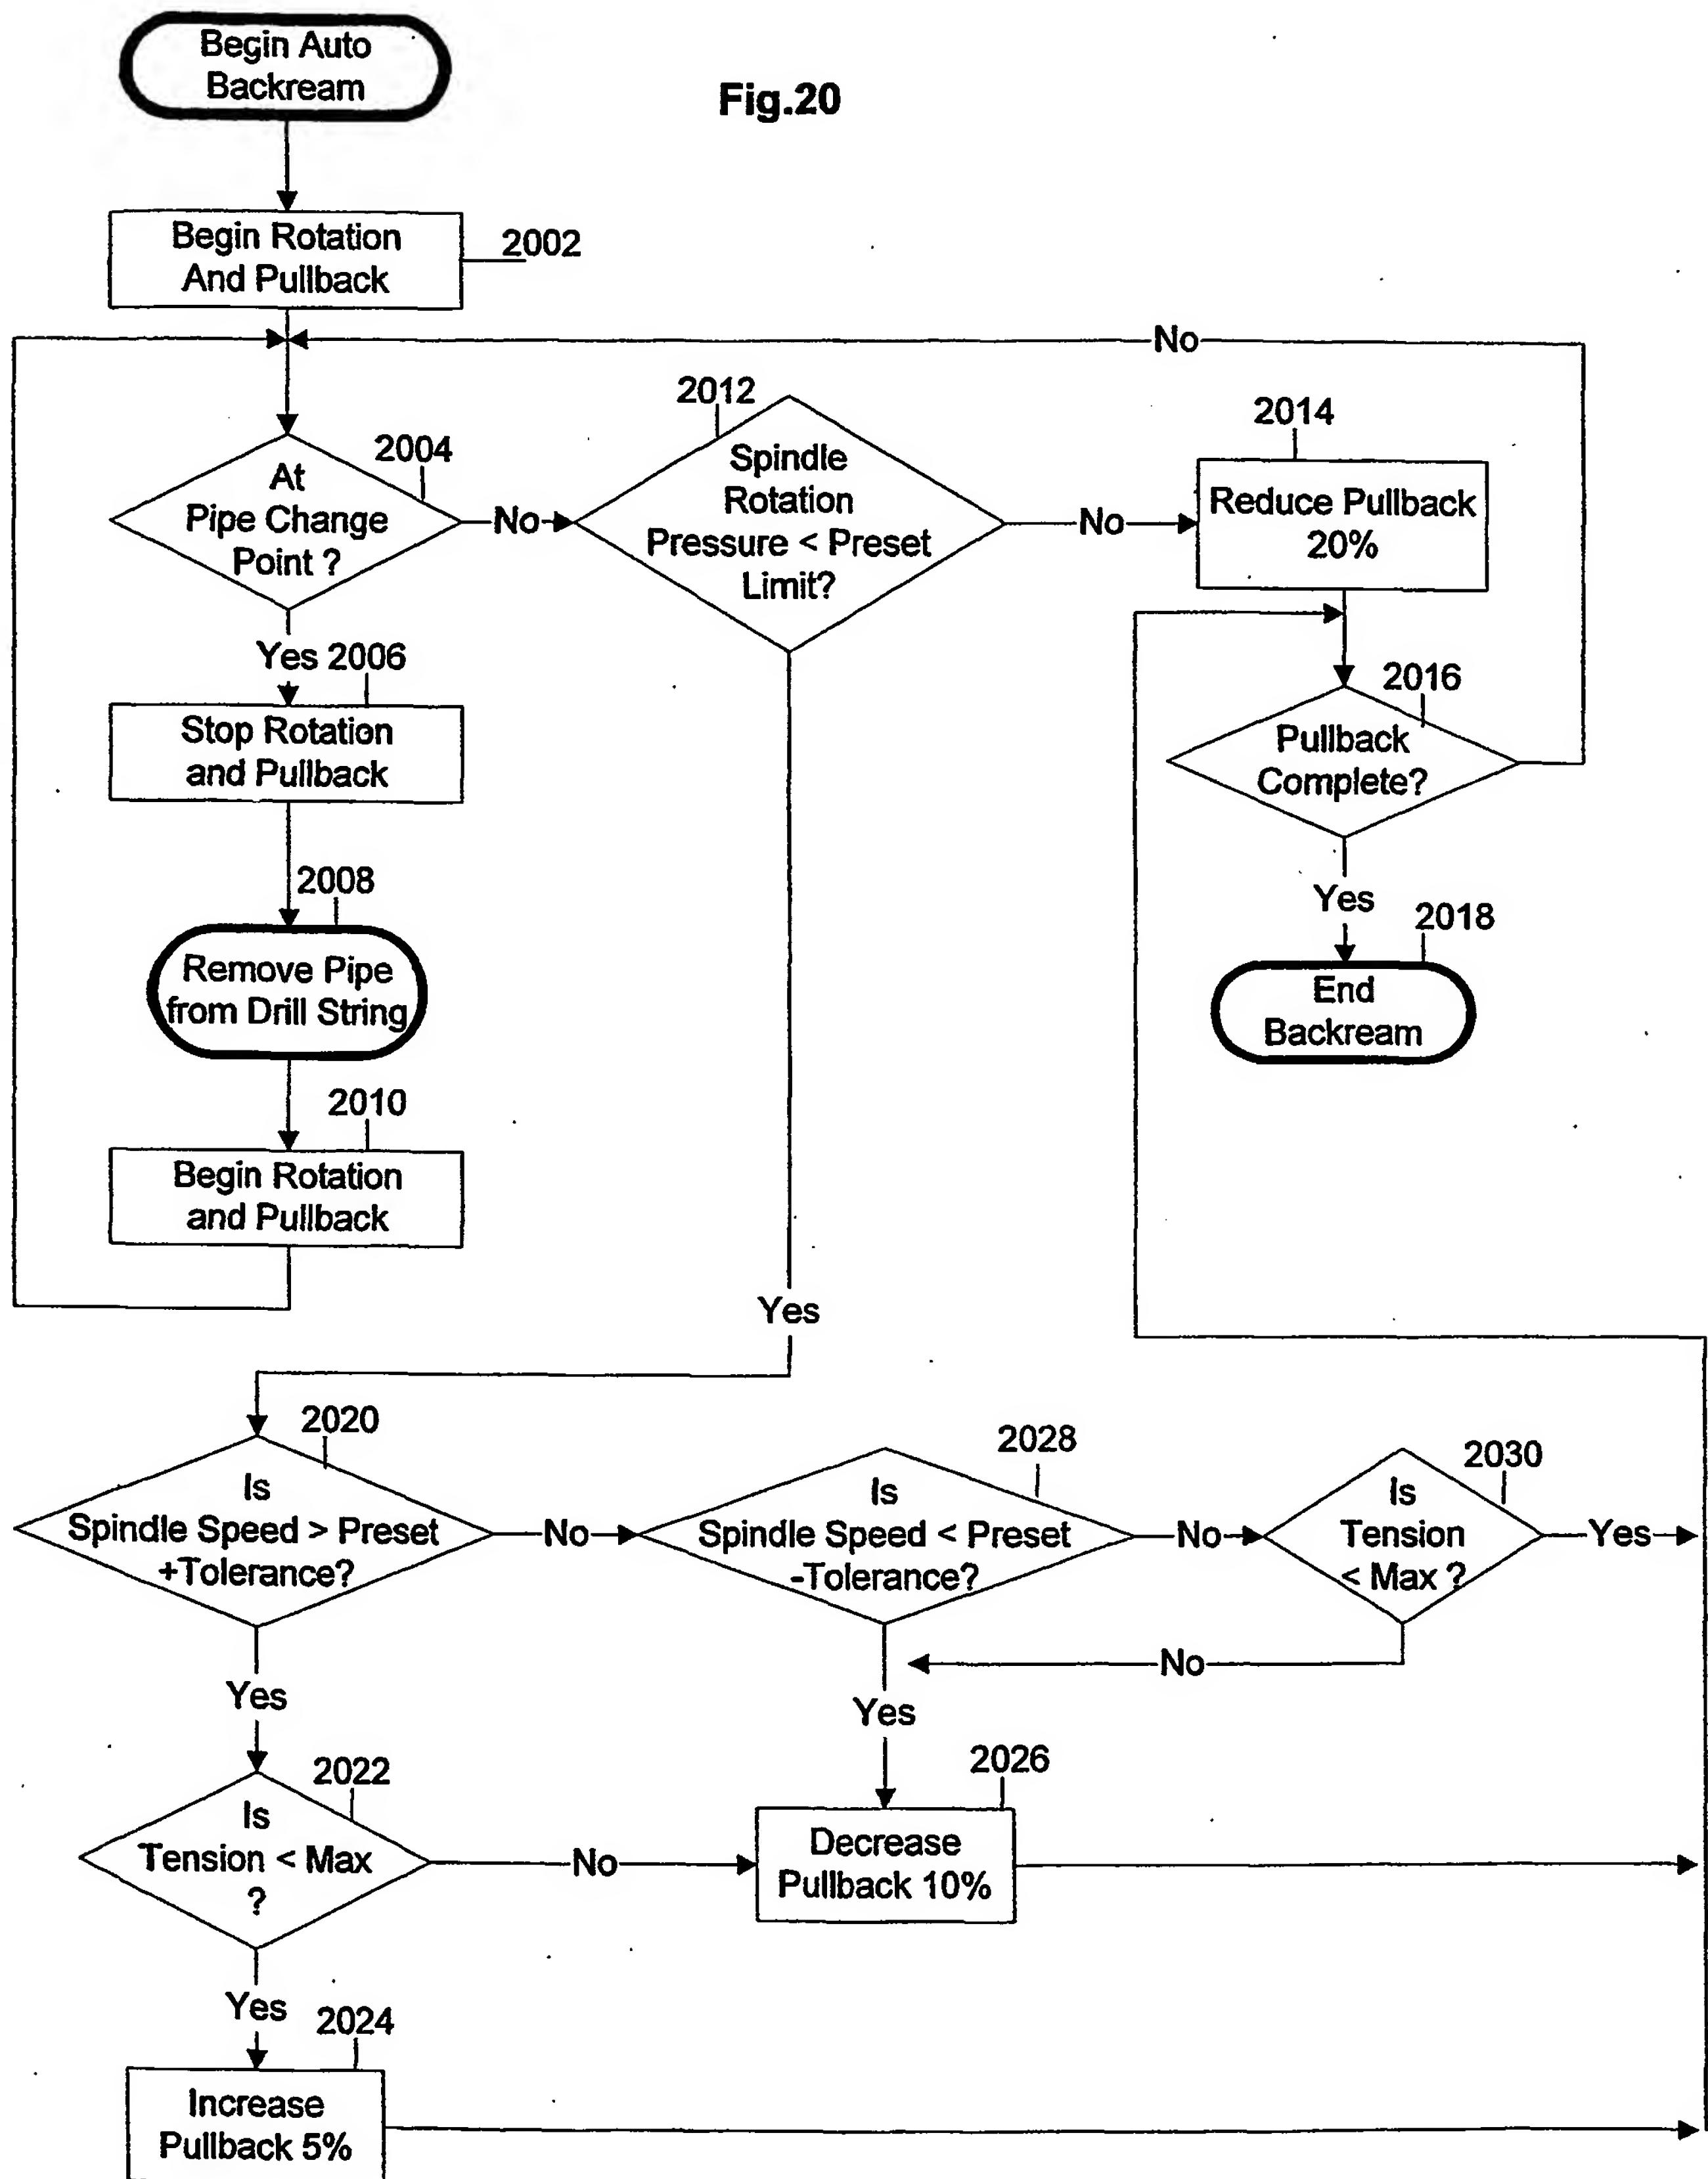 Begin Auto
Backream
Fig.20
Begin Rotation
And Pullback
2002
No
2012
2014
2004
At
Pipe Change
Point ?
No
Spindle
Rotation
Pressure < Preset
Limit?
No
Reduce Pullback
20%
Yes
2006
Stop Rotation
and Pullback
2016
Pullback
Complete?
2008
Yes
2018
Remove Pipe
from Drill String
End
Backream
2010
Begin Rotation
and Pullback
Yes
2020
Is
Spindle Speed > Preset
+Tolerance?
No
2028
Is
Spindle Speed < Preset
-Tolerance?
No
2030
Is
Tension
< Max ?
Yes
No
Yes
Yes
2022
Is
Tension < Max
?
No
2026
Decrease
Pullback 10%
Yes
2024
Increase
Pullback 5%